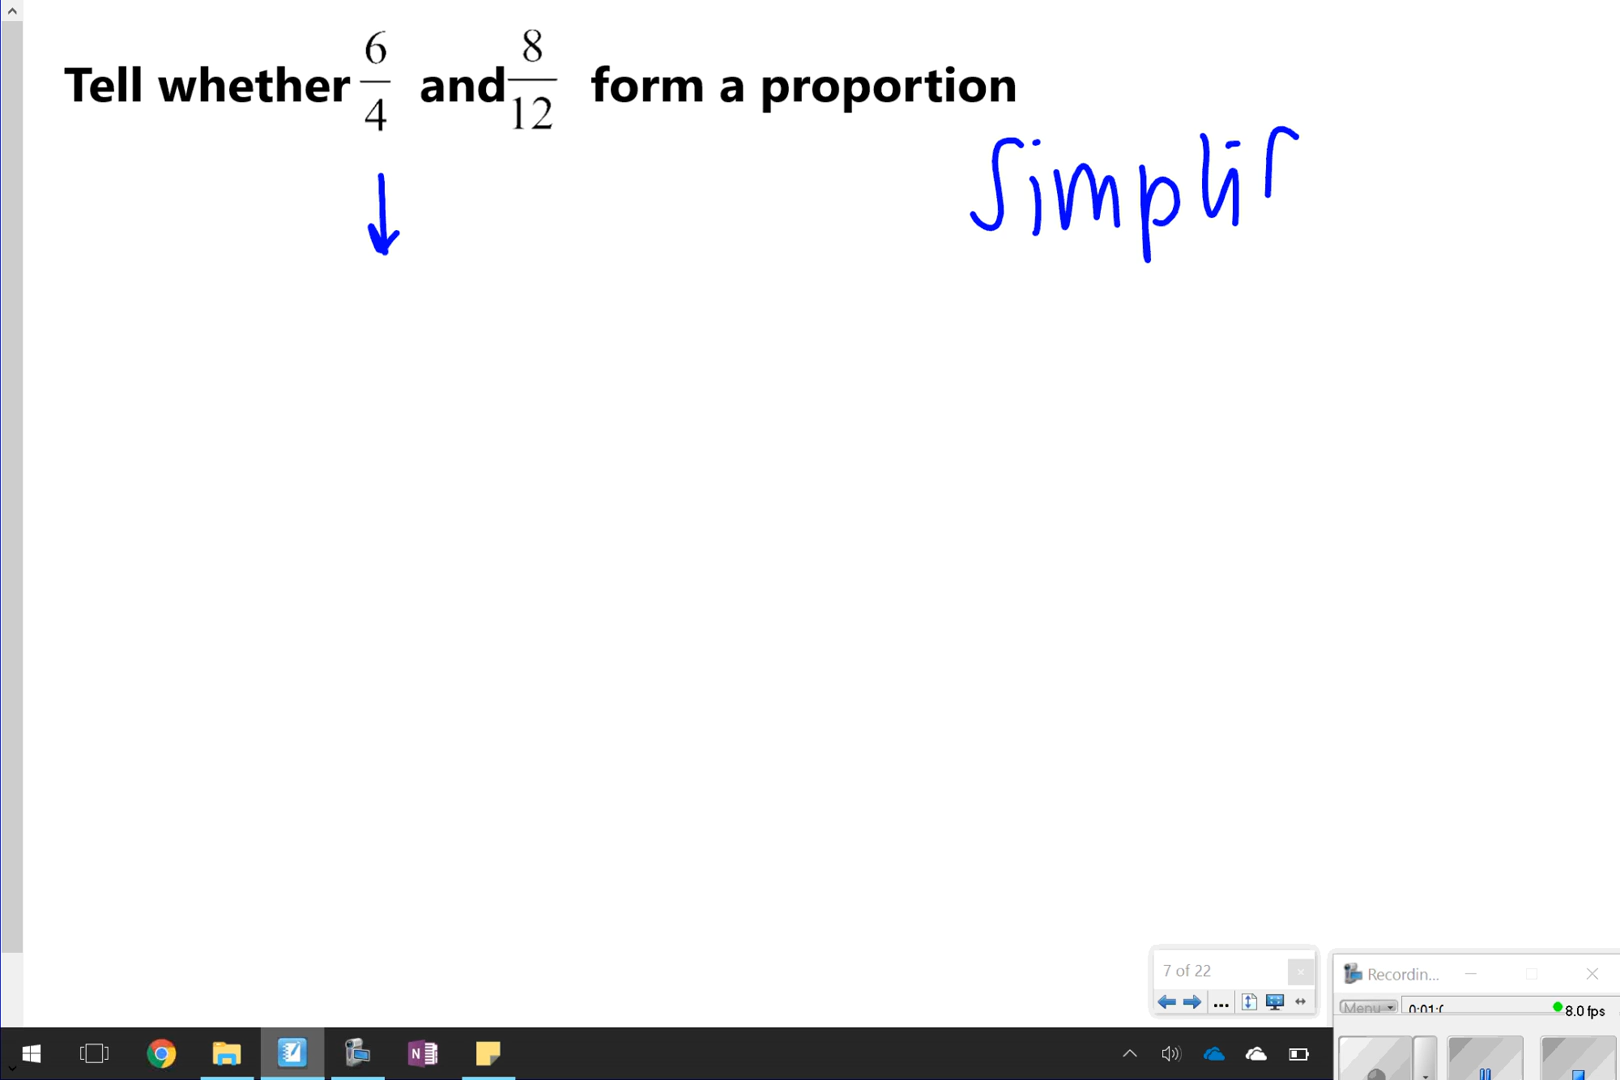 Tell whether 6/4 and 8/12 form a proportion
Simplif
7 of 22
Recordin...
Menu
8.0 fps